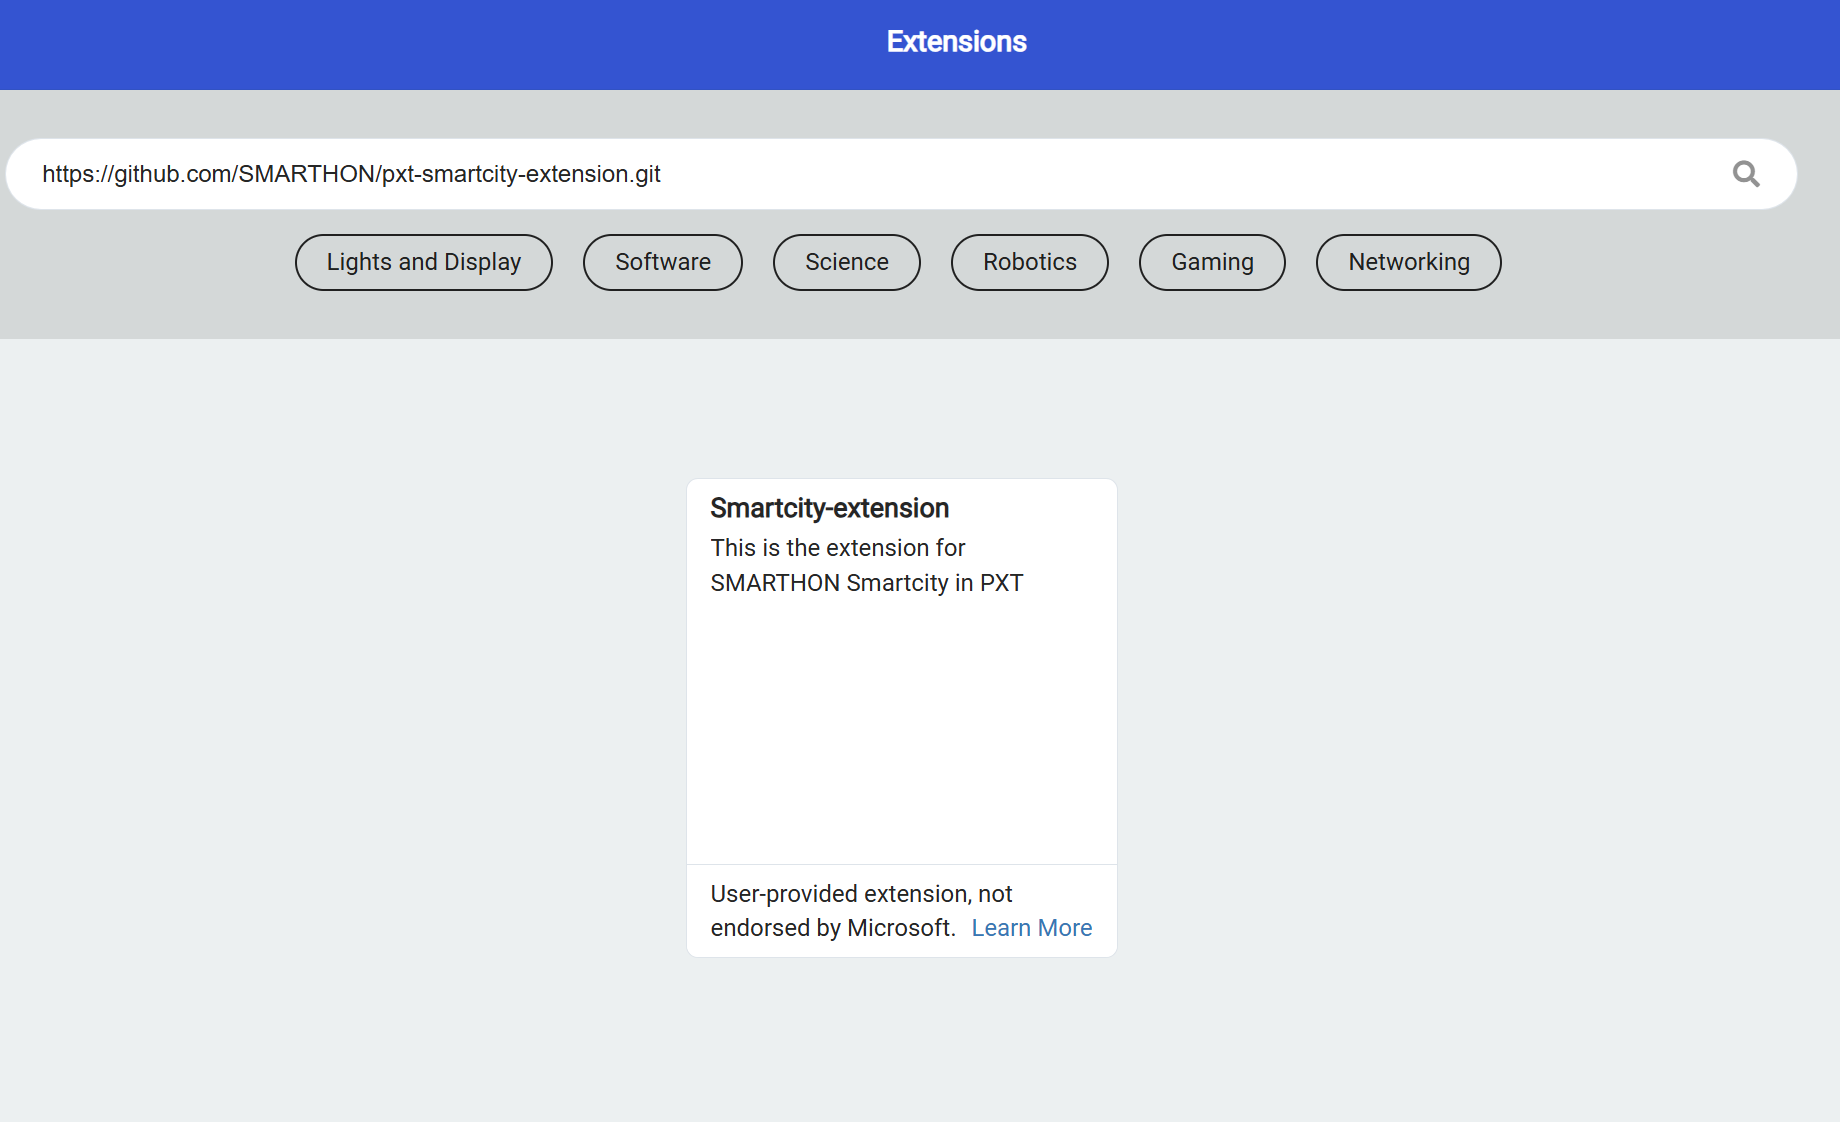 Extensions
https://github.com/SMARTHON/pxt-smartcity-extension.git
Lights and Display
Software
Science
Robotics
Gaming
Networking
Smartcity-extension
This is the extension for
SMARTHON Smartcity in PXT
User-provided extension, not
endorsed by Microsoft. Learn More